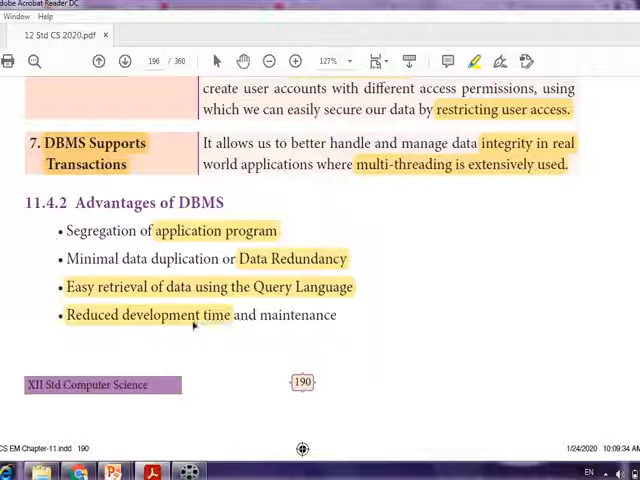 Adobe Acrobat Reader DC
Window Help
12 Std CS 2020.pdf ×
196 / 360 127%
create user accounts with different access permissions, using
which we can easily secure our data by restricting user access.
7. DBMS Supports Transactions
It allows us to better handle and manage data integrity in real
world applications where multi-threading is extensively used.
11.4.2 Advantages of DBMS
• Segregation of application program
• Minimal data duplication or Data Redundancy
• Easy retrieval of data using the Query Language
• Reduced development time and maintenance
XII Std Computer Science 190
CS EM Chapter-11.indd 190 1/24/2020 10:09:34 AM
EN